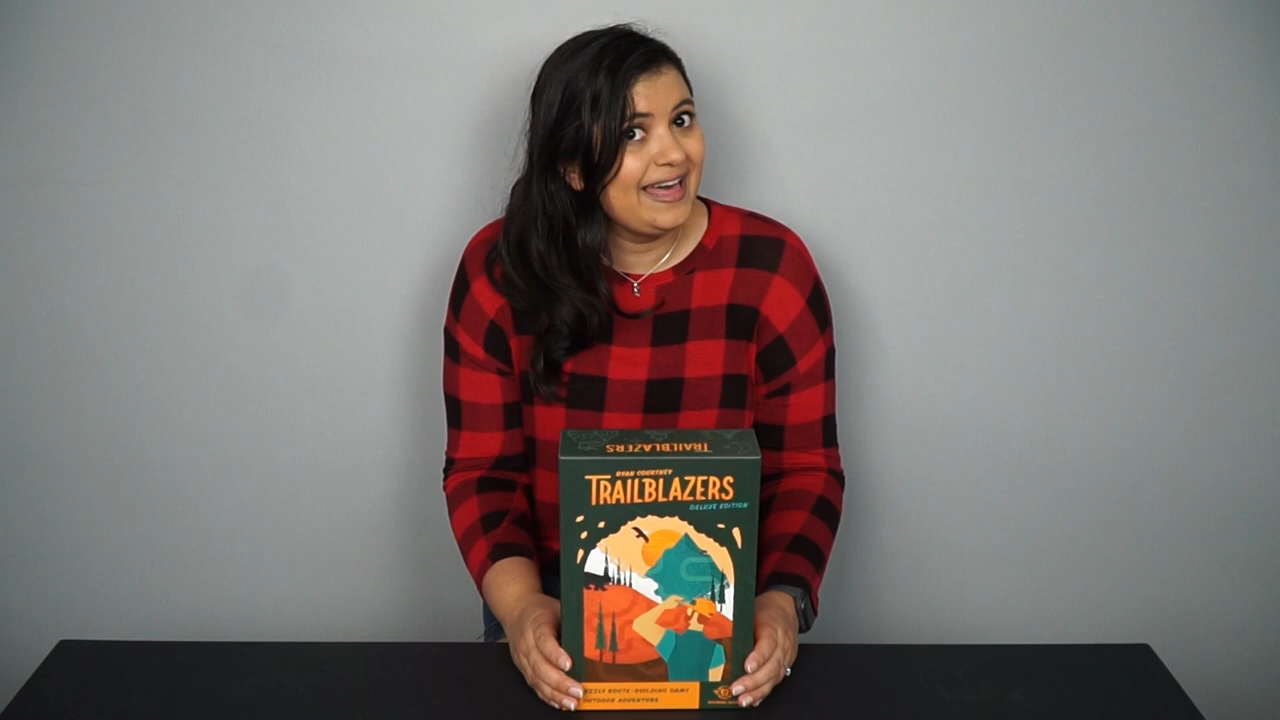 TRAILBLAZERS
RYAN COURTNEY
TRAILBLAZERS
DELUXE EDITION
ROUTE-BUILDING GAME
OUTDOOR ADVENTURE